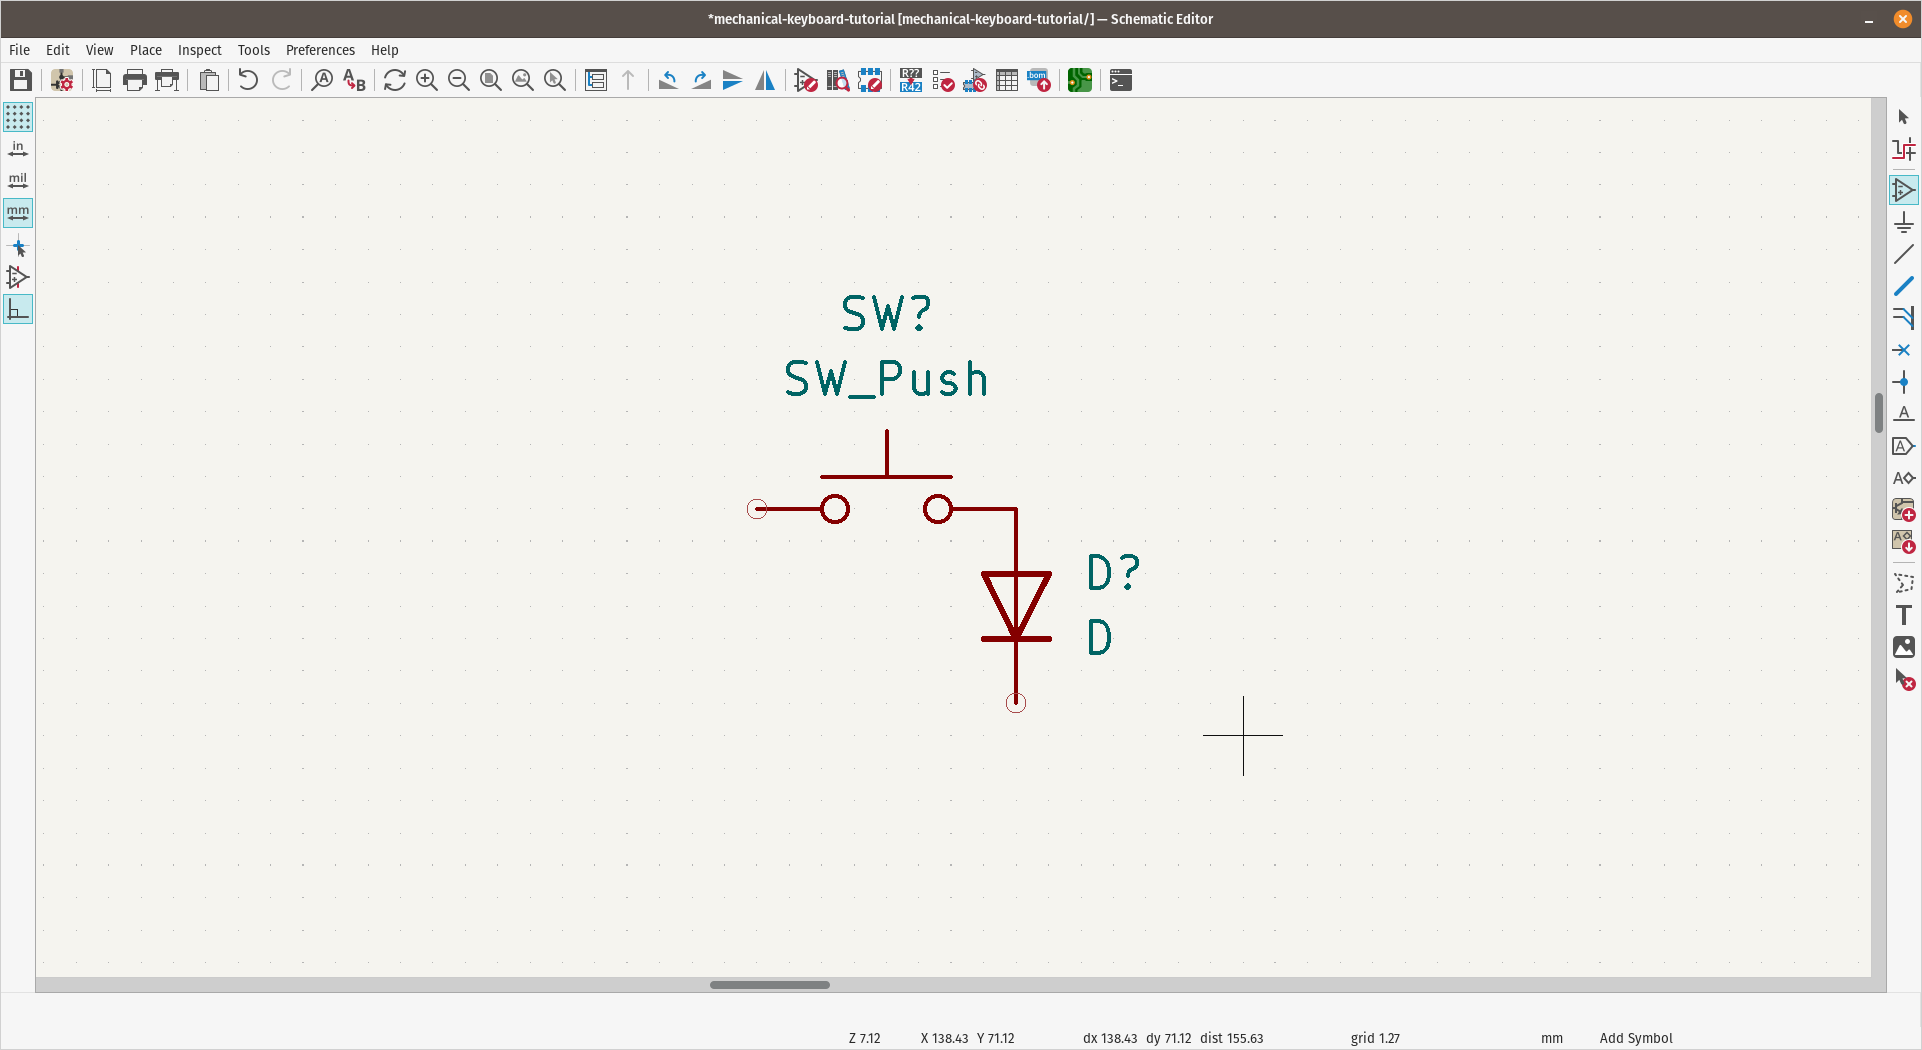 *mechanical-keyboard-tutorial [mechanical-keyboard-tutorial/] — Schematic Editor
File Edit View Place Inspect Tools Preferences Help
A A B R?? R42 .bom >_
in
mil
mm
SW?
SW_Push
D?
D
A
A
A
A
T
Z 7.12 X 138.43 Y 71.12 dx 138.43 dy 71.12 dist 155.63 grid 1.27 mm Add Symbol